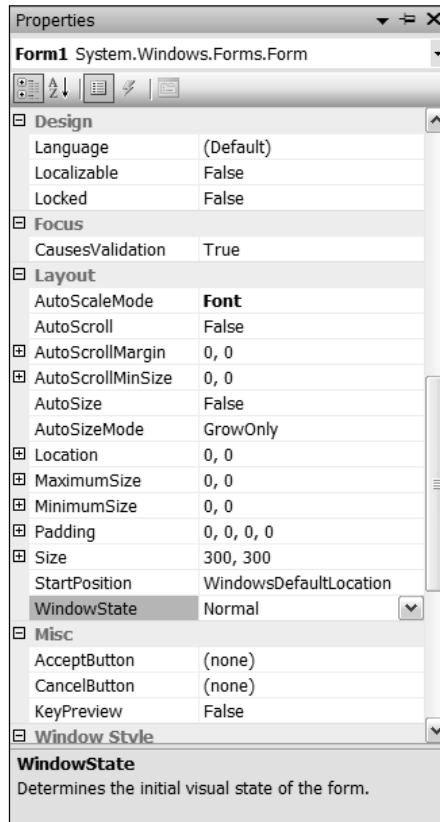 Properties
Form1 System.Windows.Forms.Form
A
Z
Design
Language (Default)
Localizable False
Locked False
Focus
CausesValidation True
Layout
AutoScaleMode Font
AutoScroll False
AutoScrollMargin 0, 0
AutoScrollMinSize 0, 0
AutoSize False
AutoSizeMode GrowOnly
Location 0, 0
MaximumSize 0, 0
MinimumSize 0, 0
Padding 0, 0, 0, 0
Size 300, 300
StartPosition WindowsDefaultLocation
WindowState Normal
Misc
AcceptButton (none)
CancelButton (none)
KeyPreview False
Window Style
WindowState
Determines the initial visual state of the form.